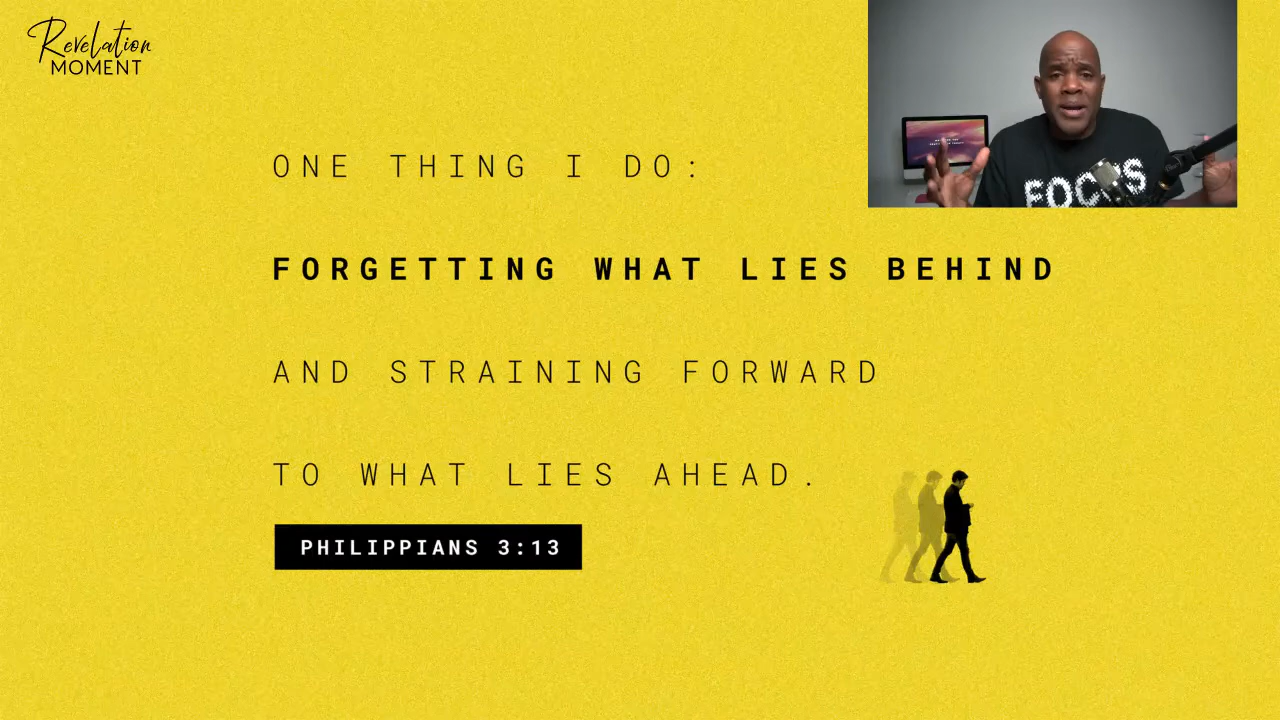 Revelation
MOMENT
ONE THING I DO:
FORGETTING WHAT LIES BEHIND
AND STRAINING FORWARD
TO WHAT LIES AHEAD.
PHILIPPIANS 3:13
FOCUS